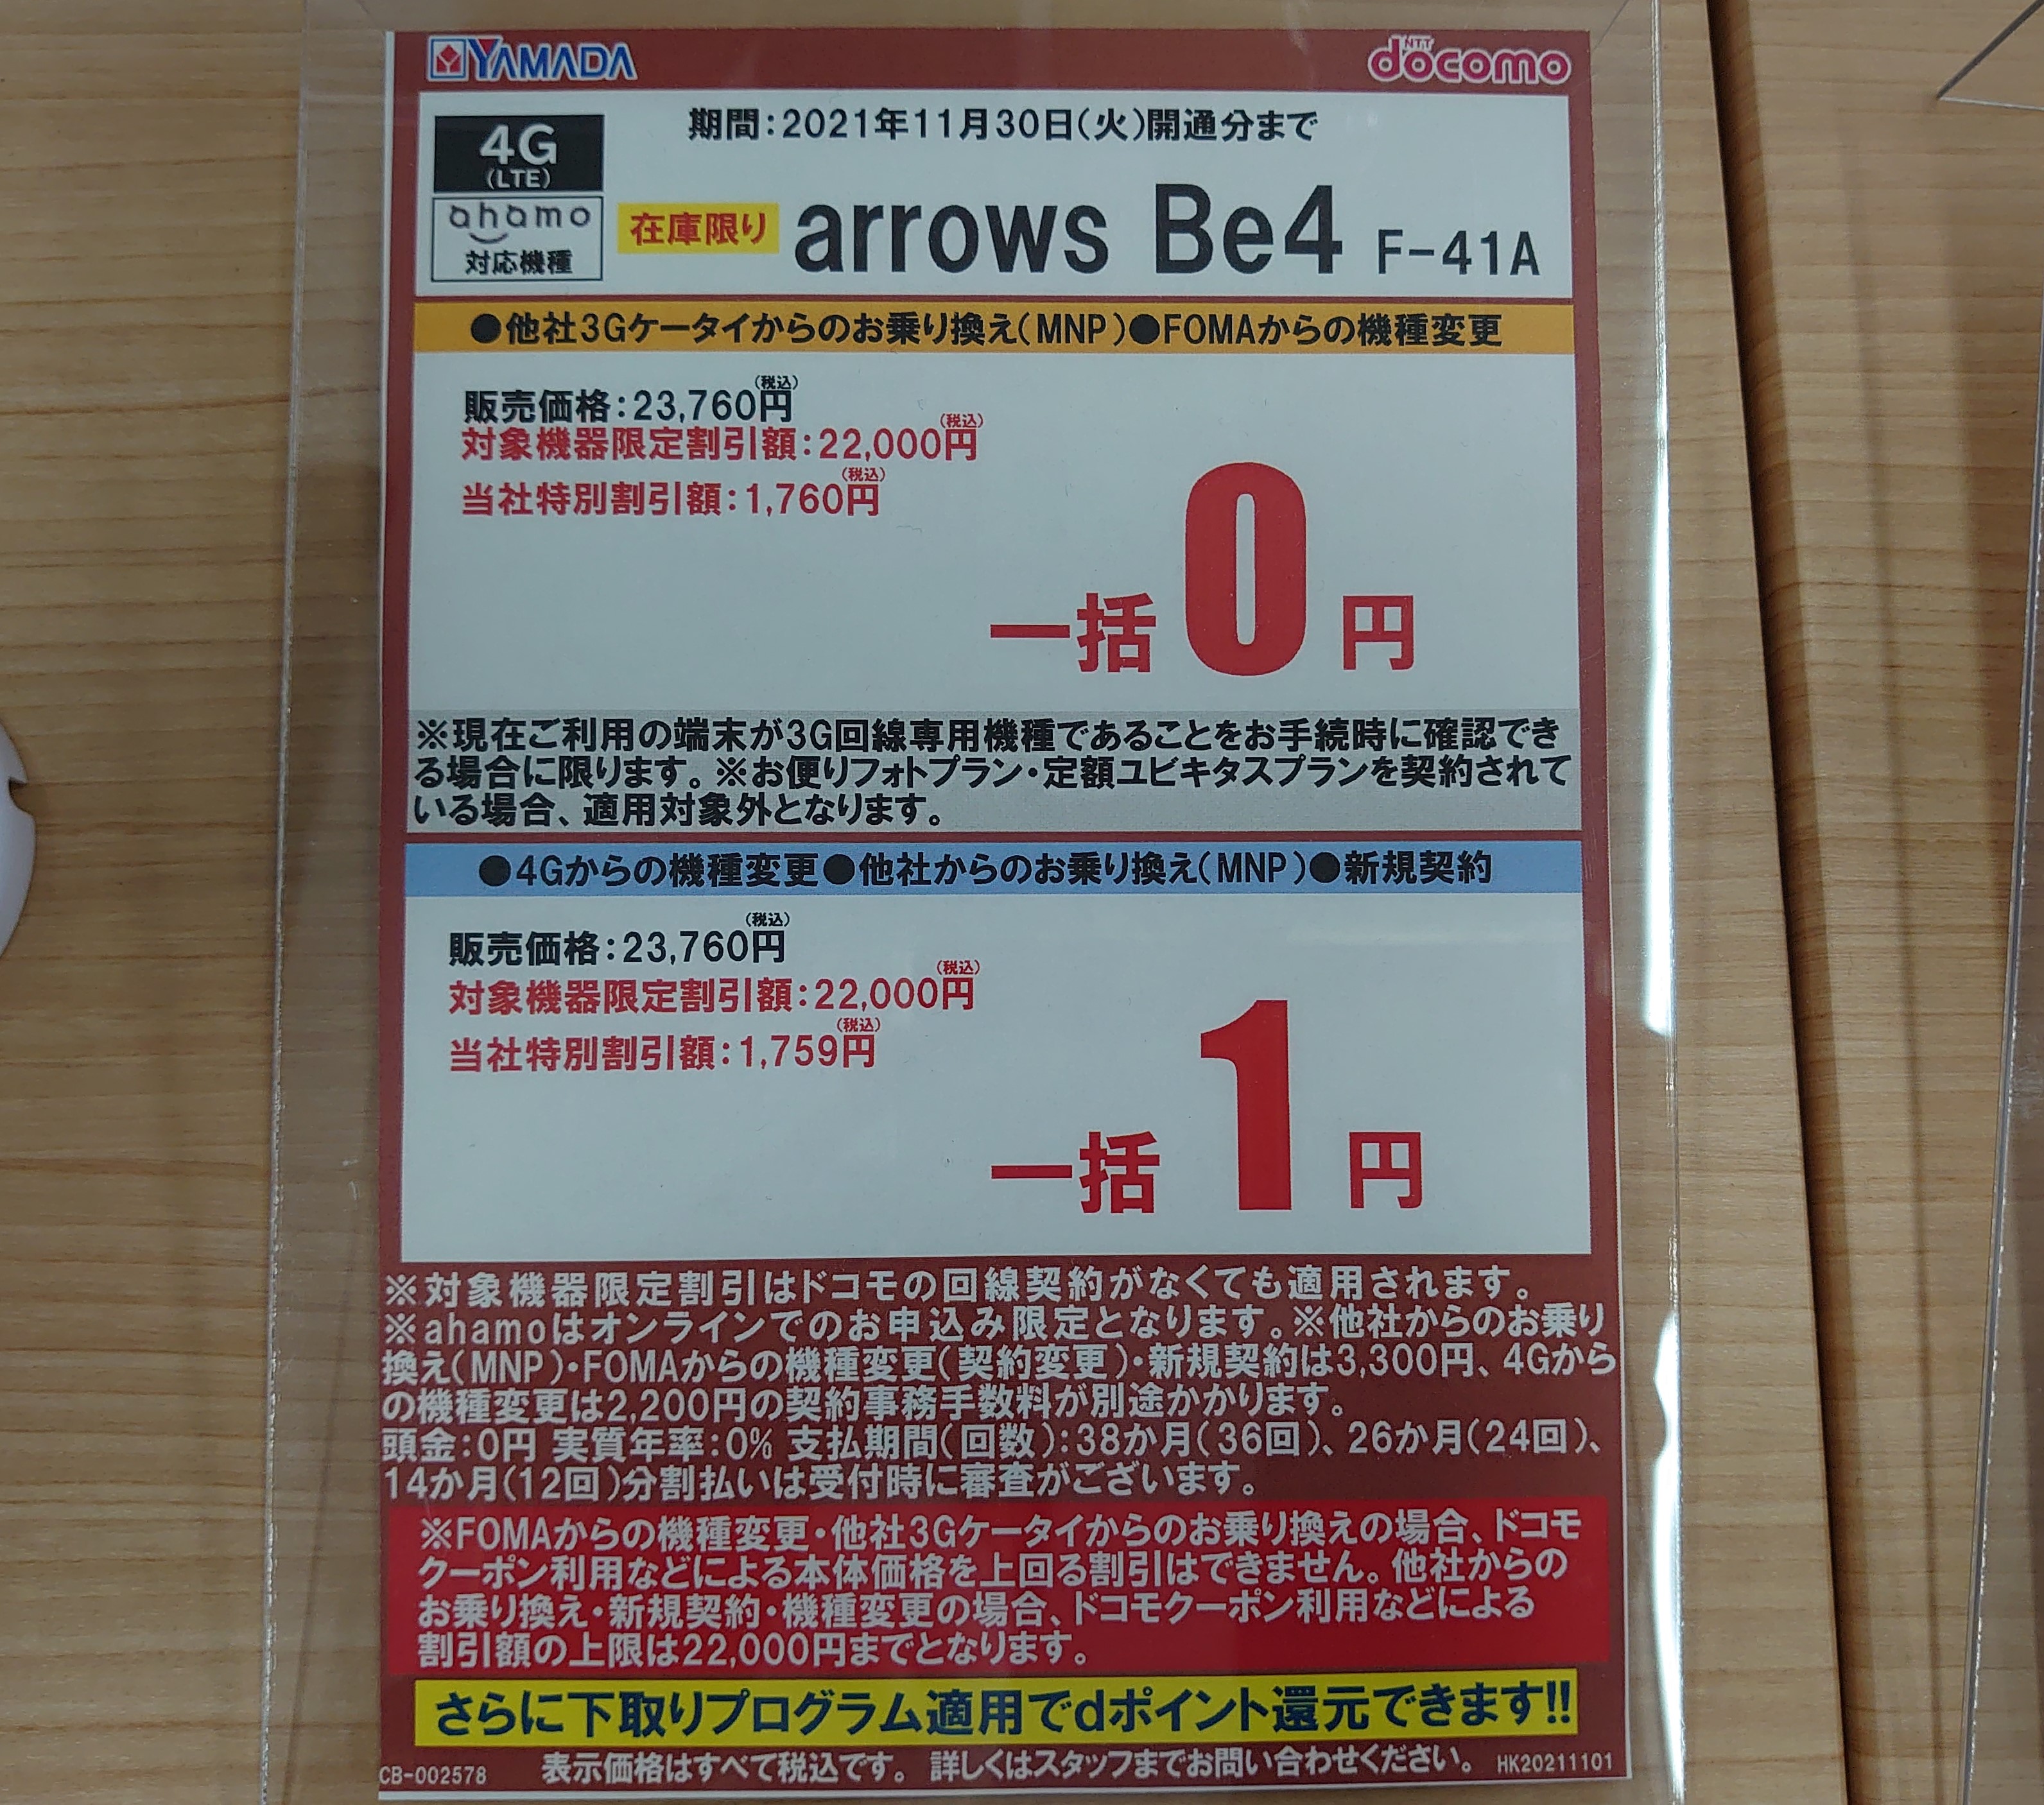 YAMADA
NTT docomo
4G
(LTE)
ahamo
対応機種
期間：2021年11月30日（火）開通分まで
在庫限り arrows Be4 F-41A
●他社3Gケータイからのお乗り換え（MNP）●FOMAからの機種変更
販売価格：23,760円（税込）
対象機器限定割引額：22,000円（税込）
当社特別割引額：1,760円（税込）
一括0円
※現在ご利用の端末が3G回線専用機種であることをお手続時に確認でき
る場合に限ります。※お便りフォトプラン・定額ユビキタスプランを契約されて
いる場合、適用対象外となります。
●4Gからの機種変更●他社からのお乗り換え（MNP）●新規契約
販売価格：23,760円（税込）
対象機器限定割引額：22,000円（税込）
当社特別割引額：1,759円（税込）
一括1円
※対象機器限定割引はドコモの回線契約がなくても適用されます。
※ahamoはオンラインでのお申込み限定となります。※他社からのお乗り
換え（MNP）・FOMAからの機種変更（契約変更）・新規契約は3,300円、4Gから
の機種変更は2,200円の契約事務手数料が別途かかります。
頭金：0円 実質年率：0% 支払期間（回数）：38か月（36回）、26か月（24回）、
14か月（12回）分割払いは受付時に審査がございます。
※FOMAからの機種変更・他社3Gケータイからのお乗り換えの場合、ドコモ
クーポン利用などによる本体価格を上回る割引はできません。他社からの
お乗り換え・新規契約・機種変更の場合、ドコモクーポン利用などによる
割引額の上限は22,000円までとなります。
さらに下取りプログラム適用でdポイント還元できます!!
CB-002578 表示価格はすべて税込です。 詳しくはスタッフまでお問い合わせください。 HK20211101